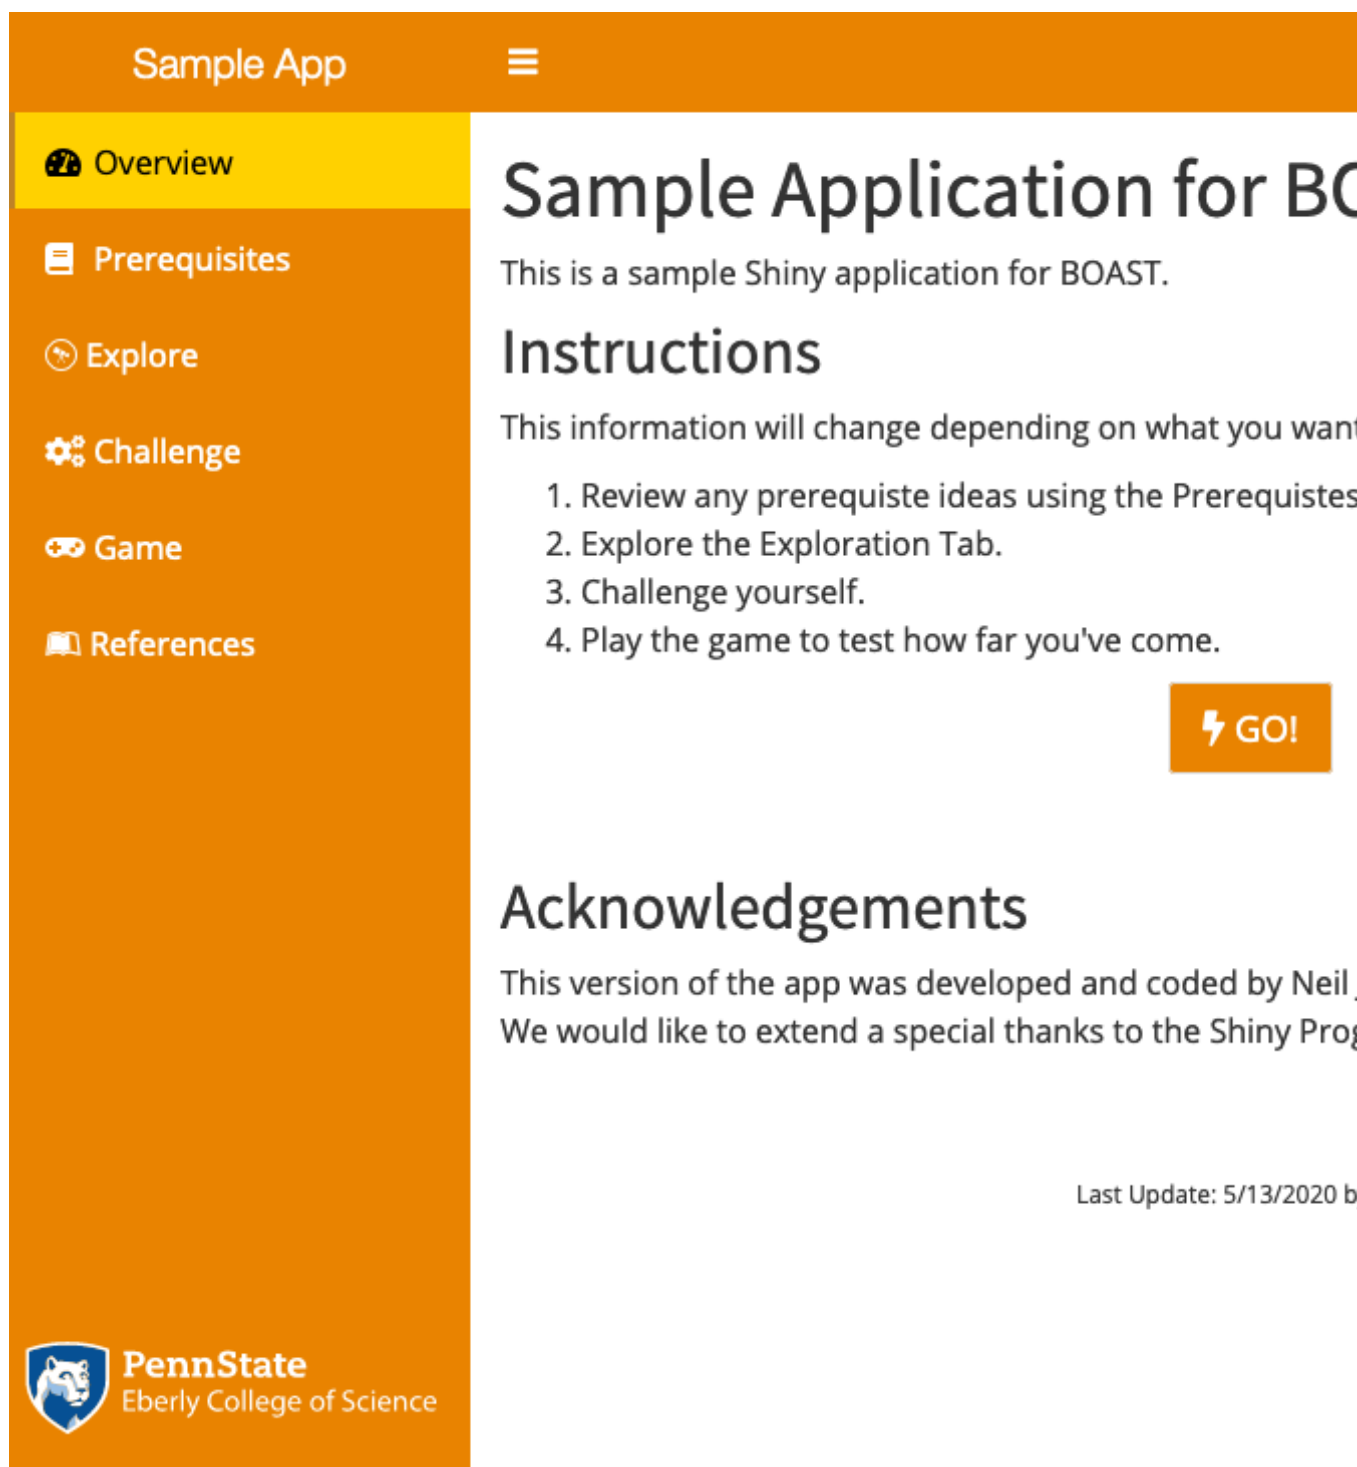 Sample App
Overview
Prerequisites
Explore
Challenge
Game
References
PennState
Eberly College of Science
Sample Application for
This is a sample Shiny application for BOAST.
Instructions
This information will change depending on what you want
1. Review any prerequiste ideas using the Prerequistes
2. Explore the Exploration Tab.
3. Challenge yourself.
4. Play the game to test how far you've come.
GO!
Acknowledgements
This version of the app was developed and coded by Neil
We would like to extend a special thanks to the Shiny
Last Update: 5/13/2020